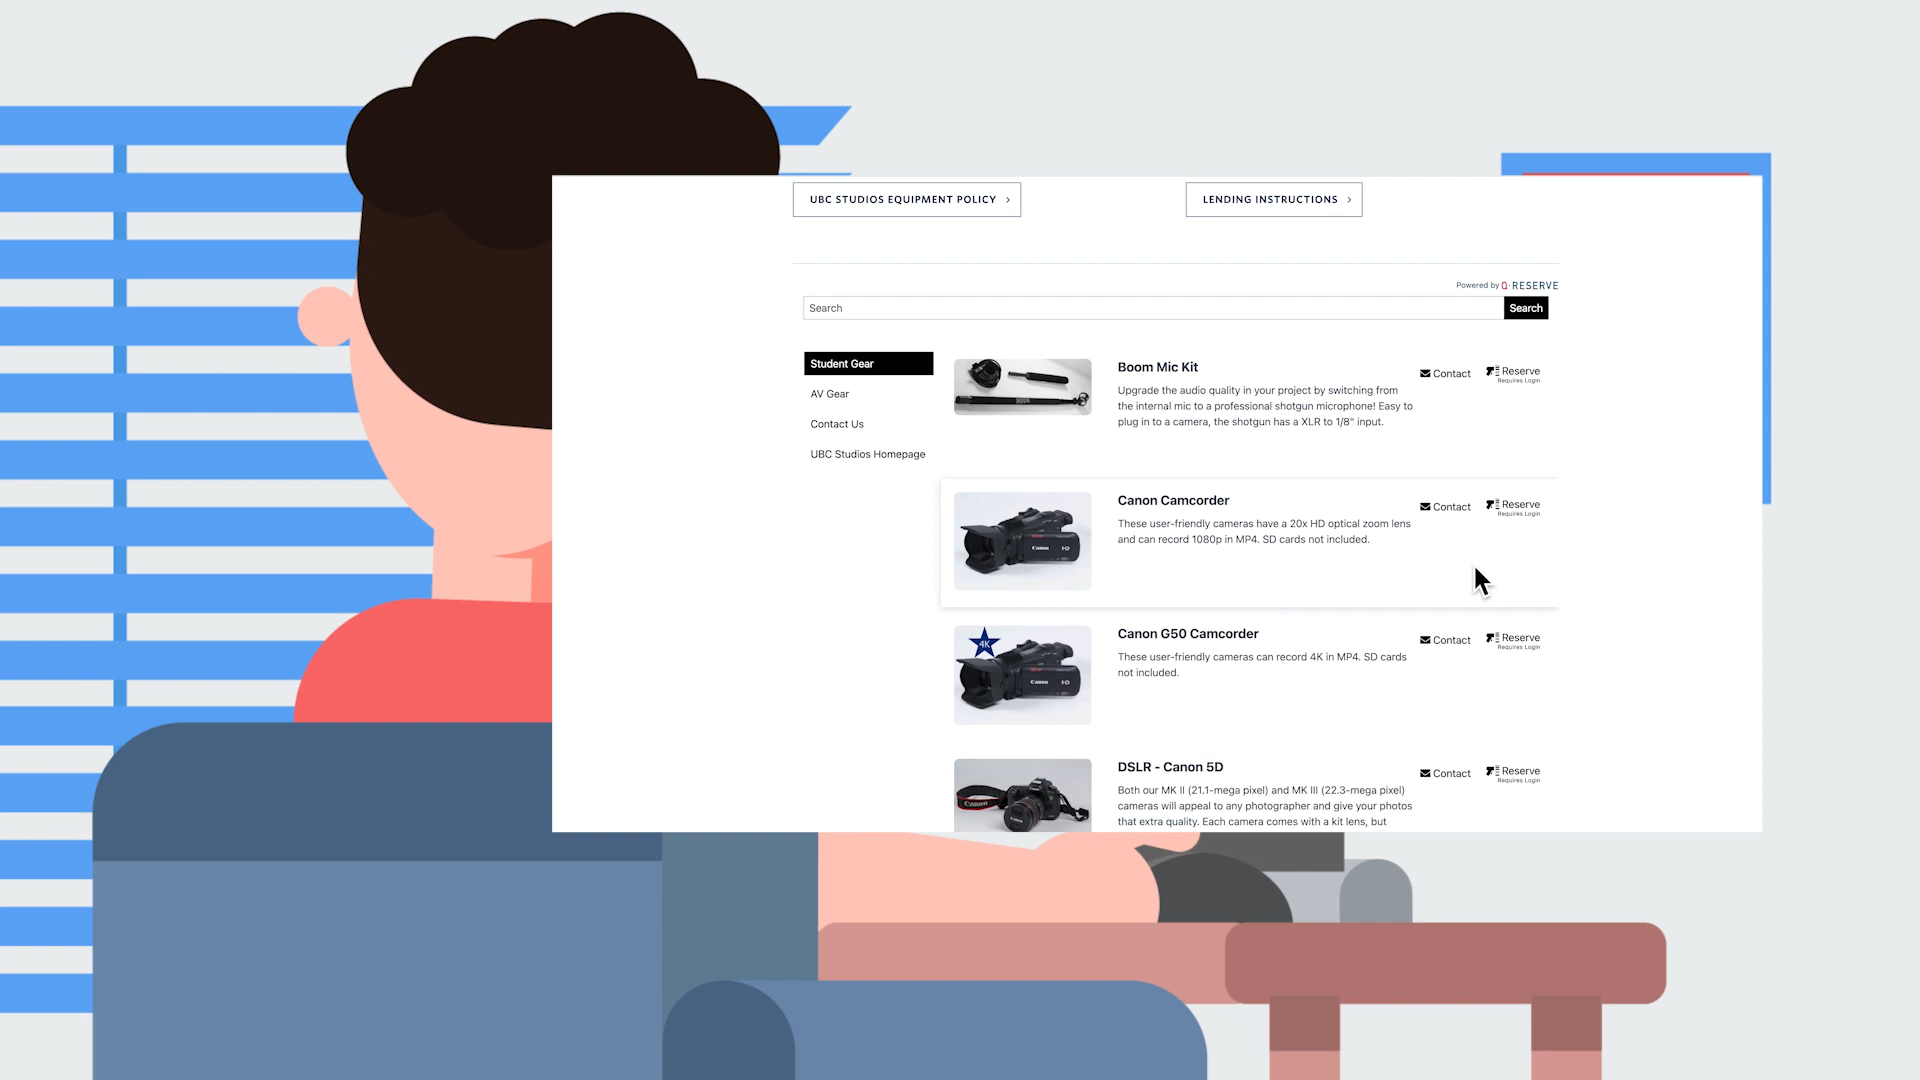 UBC STUDIOS EQUIPMENT POLICY
LENDING INSTRUCTIONS
Powered by Q·RESERVE
Search
Search
Student Gear
AV Gear
Contact Us
UBC Studios Homepage
Boom Mic Kit
Upgrade the audio quality in your project by switching from
the internal mic to a professional shotgun microphone! Easy to
plug in to a camera, the shotgun has a XLR to 1/8" input.
Contact
Reserve
Requires Login
Canon Camcorder
These user-friendly cameras have a 20x HD optical zoom lens
and can record 1080p in MP4. SD cards not included.
Contact
Reserve
Requires Login
Canon
HD
4K
Canon G50 Camcorder
These user-friendly cameras can record 4K in MP4. SD cards
not included.
Contact
Reserve
Requires Login
Canon
HD
DSLR - Canon 5D
Both our MK II (21.1-mega pixel) and MK III (22.3-mega pixel)
cameras will appeal to any photographer and give your photos
that extra quality. Each camera comes with a kit lens, but
Contact
Reserve
Requires Login
Canon